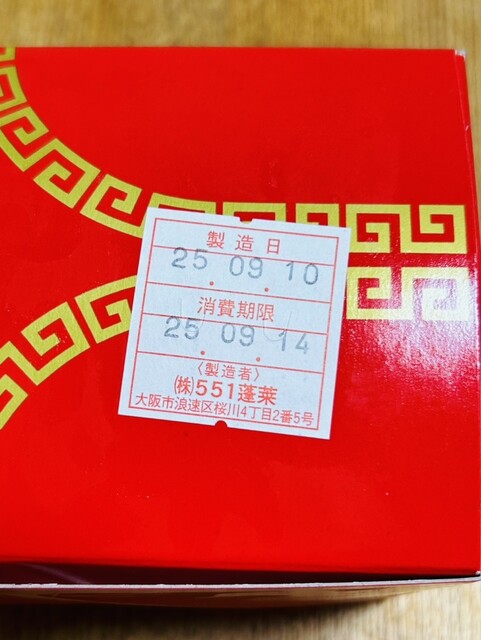 製造日
25.09.10
消費期限
25.09.14
〈製造者〉
㈱551蓬莱
大阪市浪速区桜川4丁目2番5号